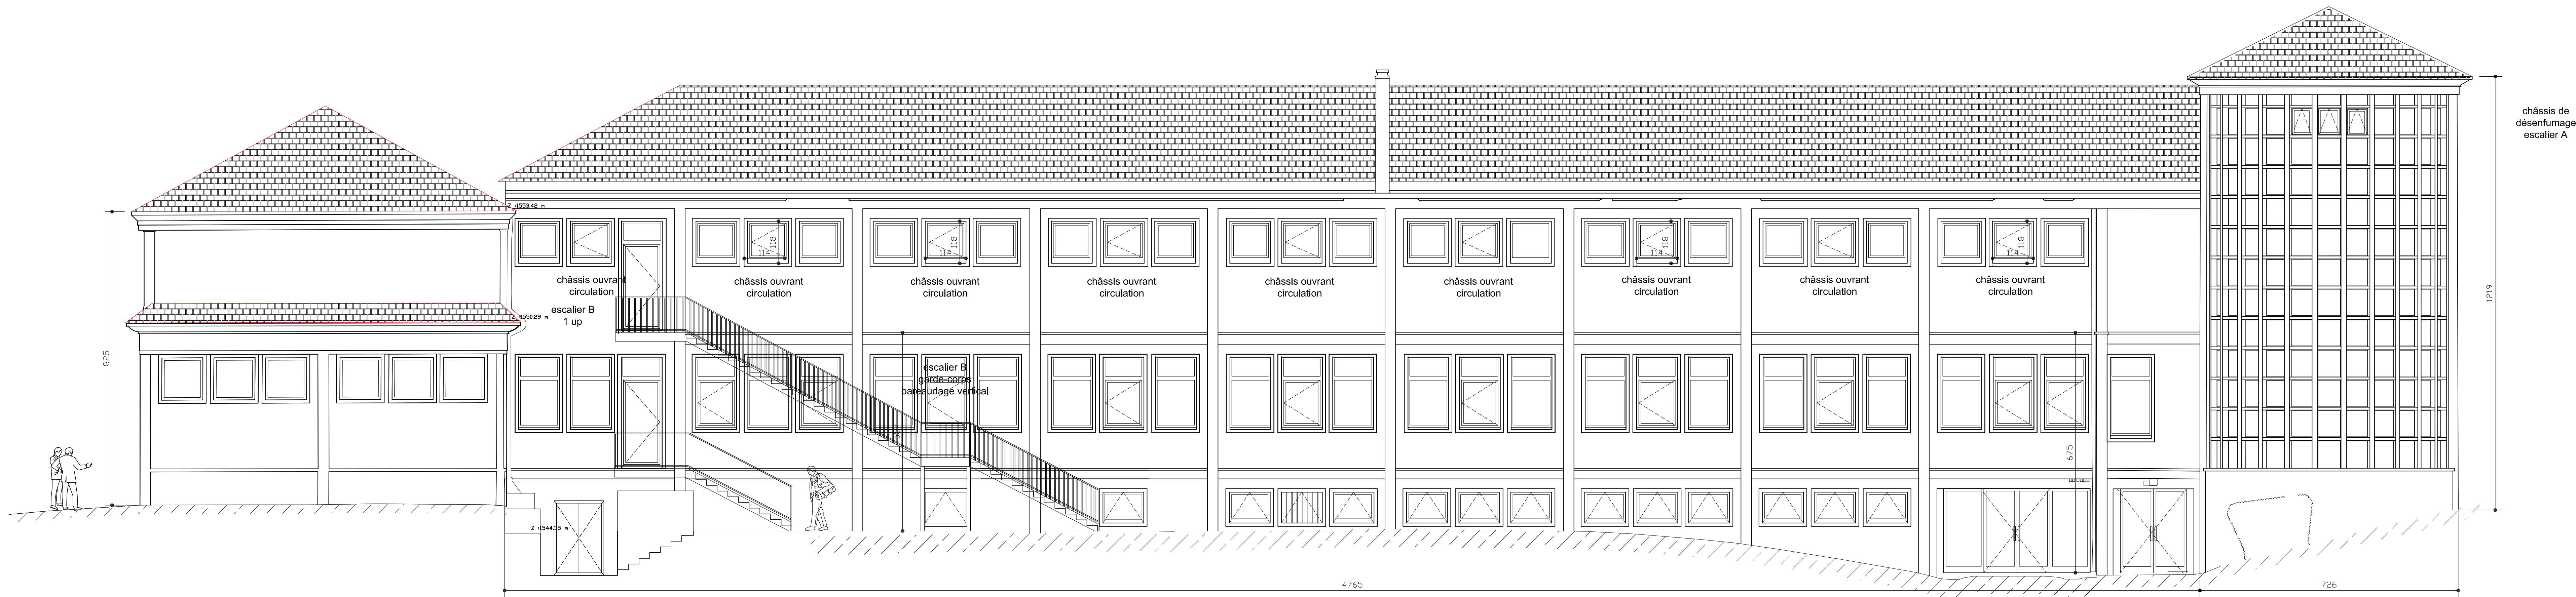 châssis de
désenfumage
escalier A
Z :1553.42 m
118
114
118
114
118
114
118
114
châssis ouvrant
circulation
châssis ouvrant
circulation
châssis ouvrant
circulation
châssis ouvrant
circulation
châssis ouvrant
circulation
châssis ouvrant
circulation
châssis ouvrant
circulation
châssis ouvrant
circulation
châssis ouvrant
circulation
1219
escalier B
1 up
Z :1550.29 m
825
escalier B
garde-corps
bareaudage vertical
675
Z :1544.35 m
4765
726